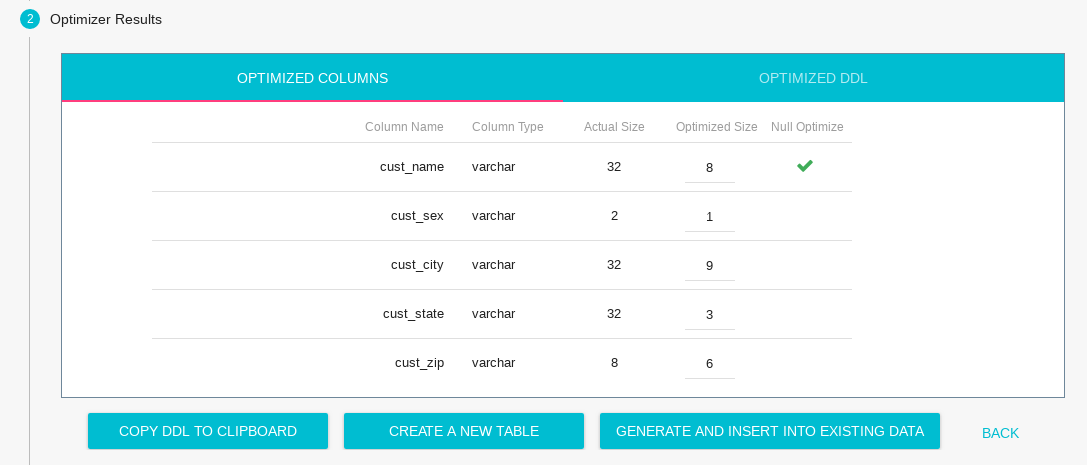 2 Optimizer Results
OPTIMIZED COLUMNS OPTIMIZED DDL
Column Name Column Type Actual Size Optimized Size Null Optimize
cust_name varchar 32 8
cust_sex varchar 2 1
cust_city varchar 32 9
cust_state varchar 32 3
cust_zip varchar 8 6
COPY DDL TO CLIPBOARD CREATE A NEW TABLE GENERATE AND INSERT INTO EXISTING DATA BACK